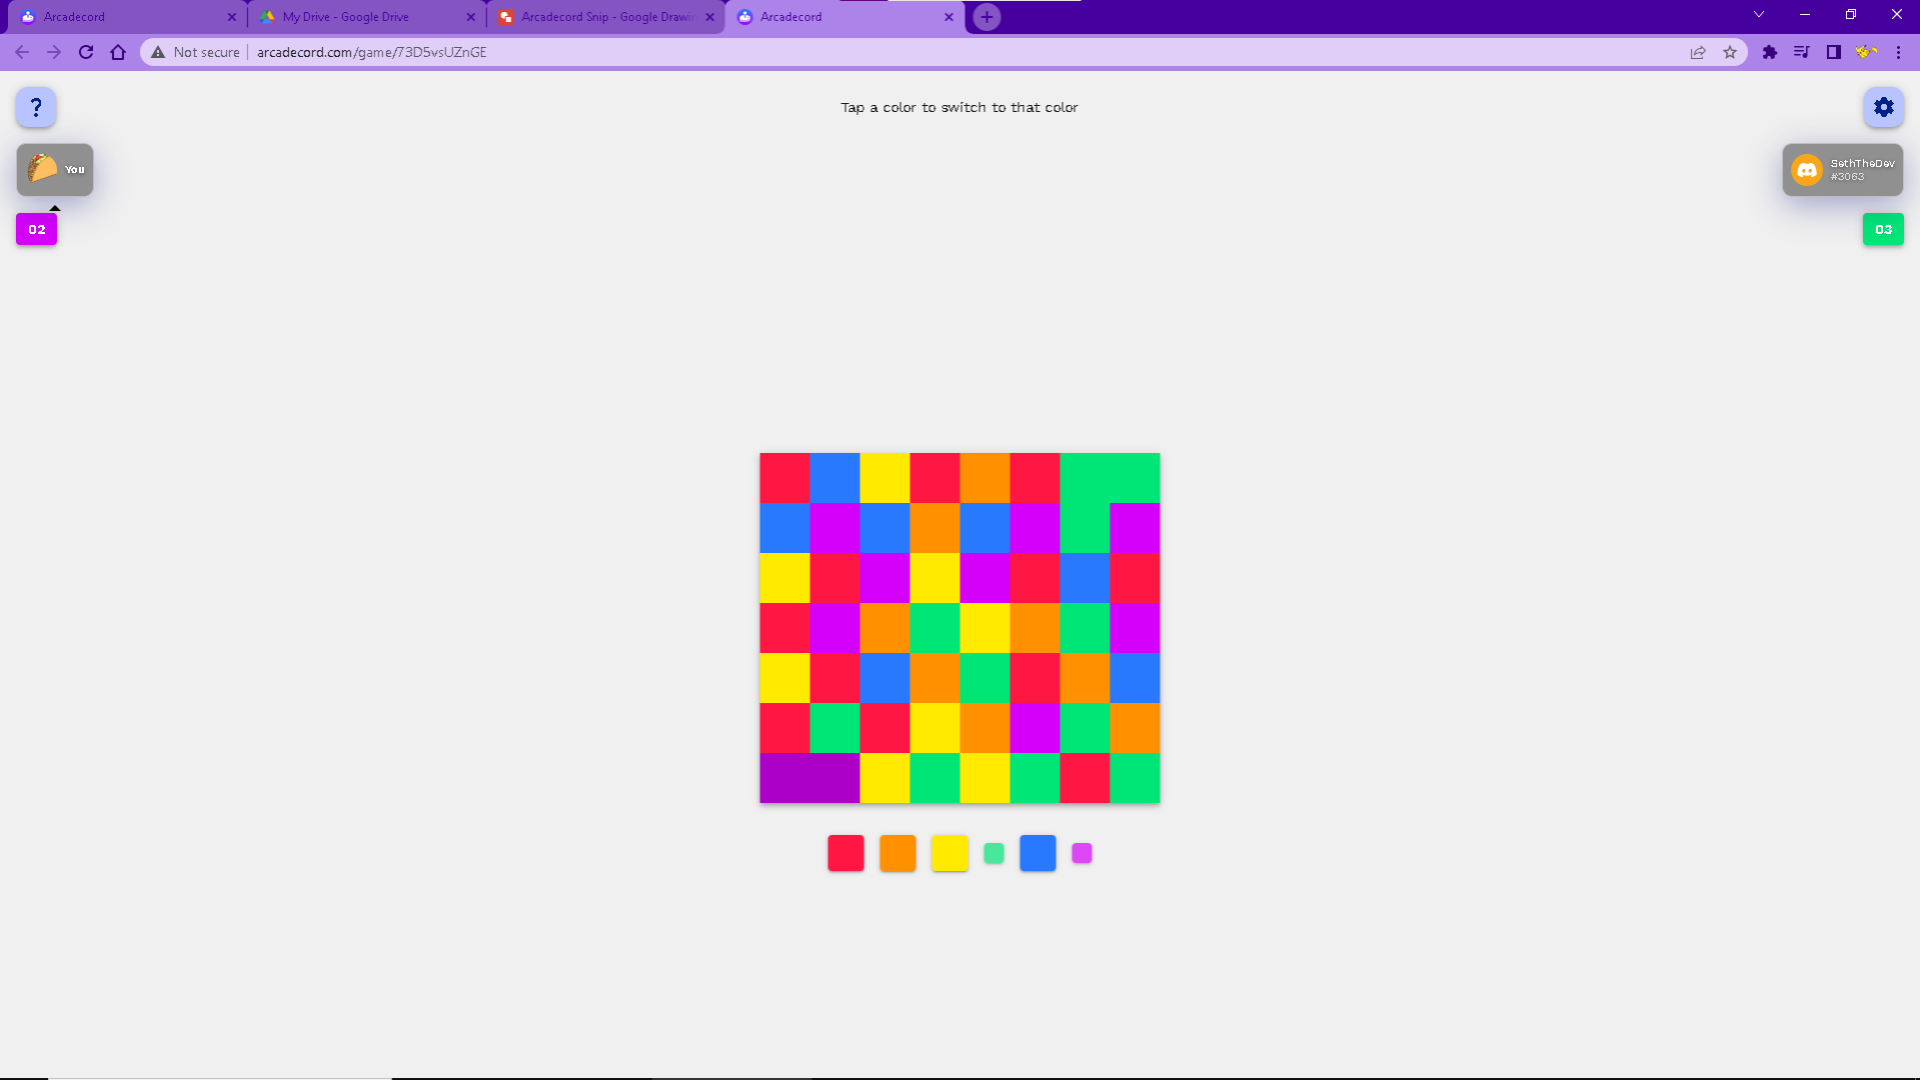 Arcadecord
My Drive - Google Drive
Arcadecord Snip - Google Drawin
Arcadecord
Not secure
arcadecord.com/game/73D5vsUZnGE
?
Tap a color to switch to that color
You
SethTheDev
#3063
02
03